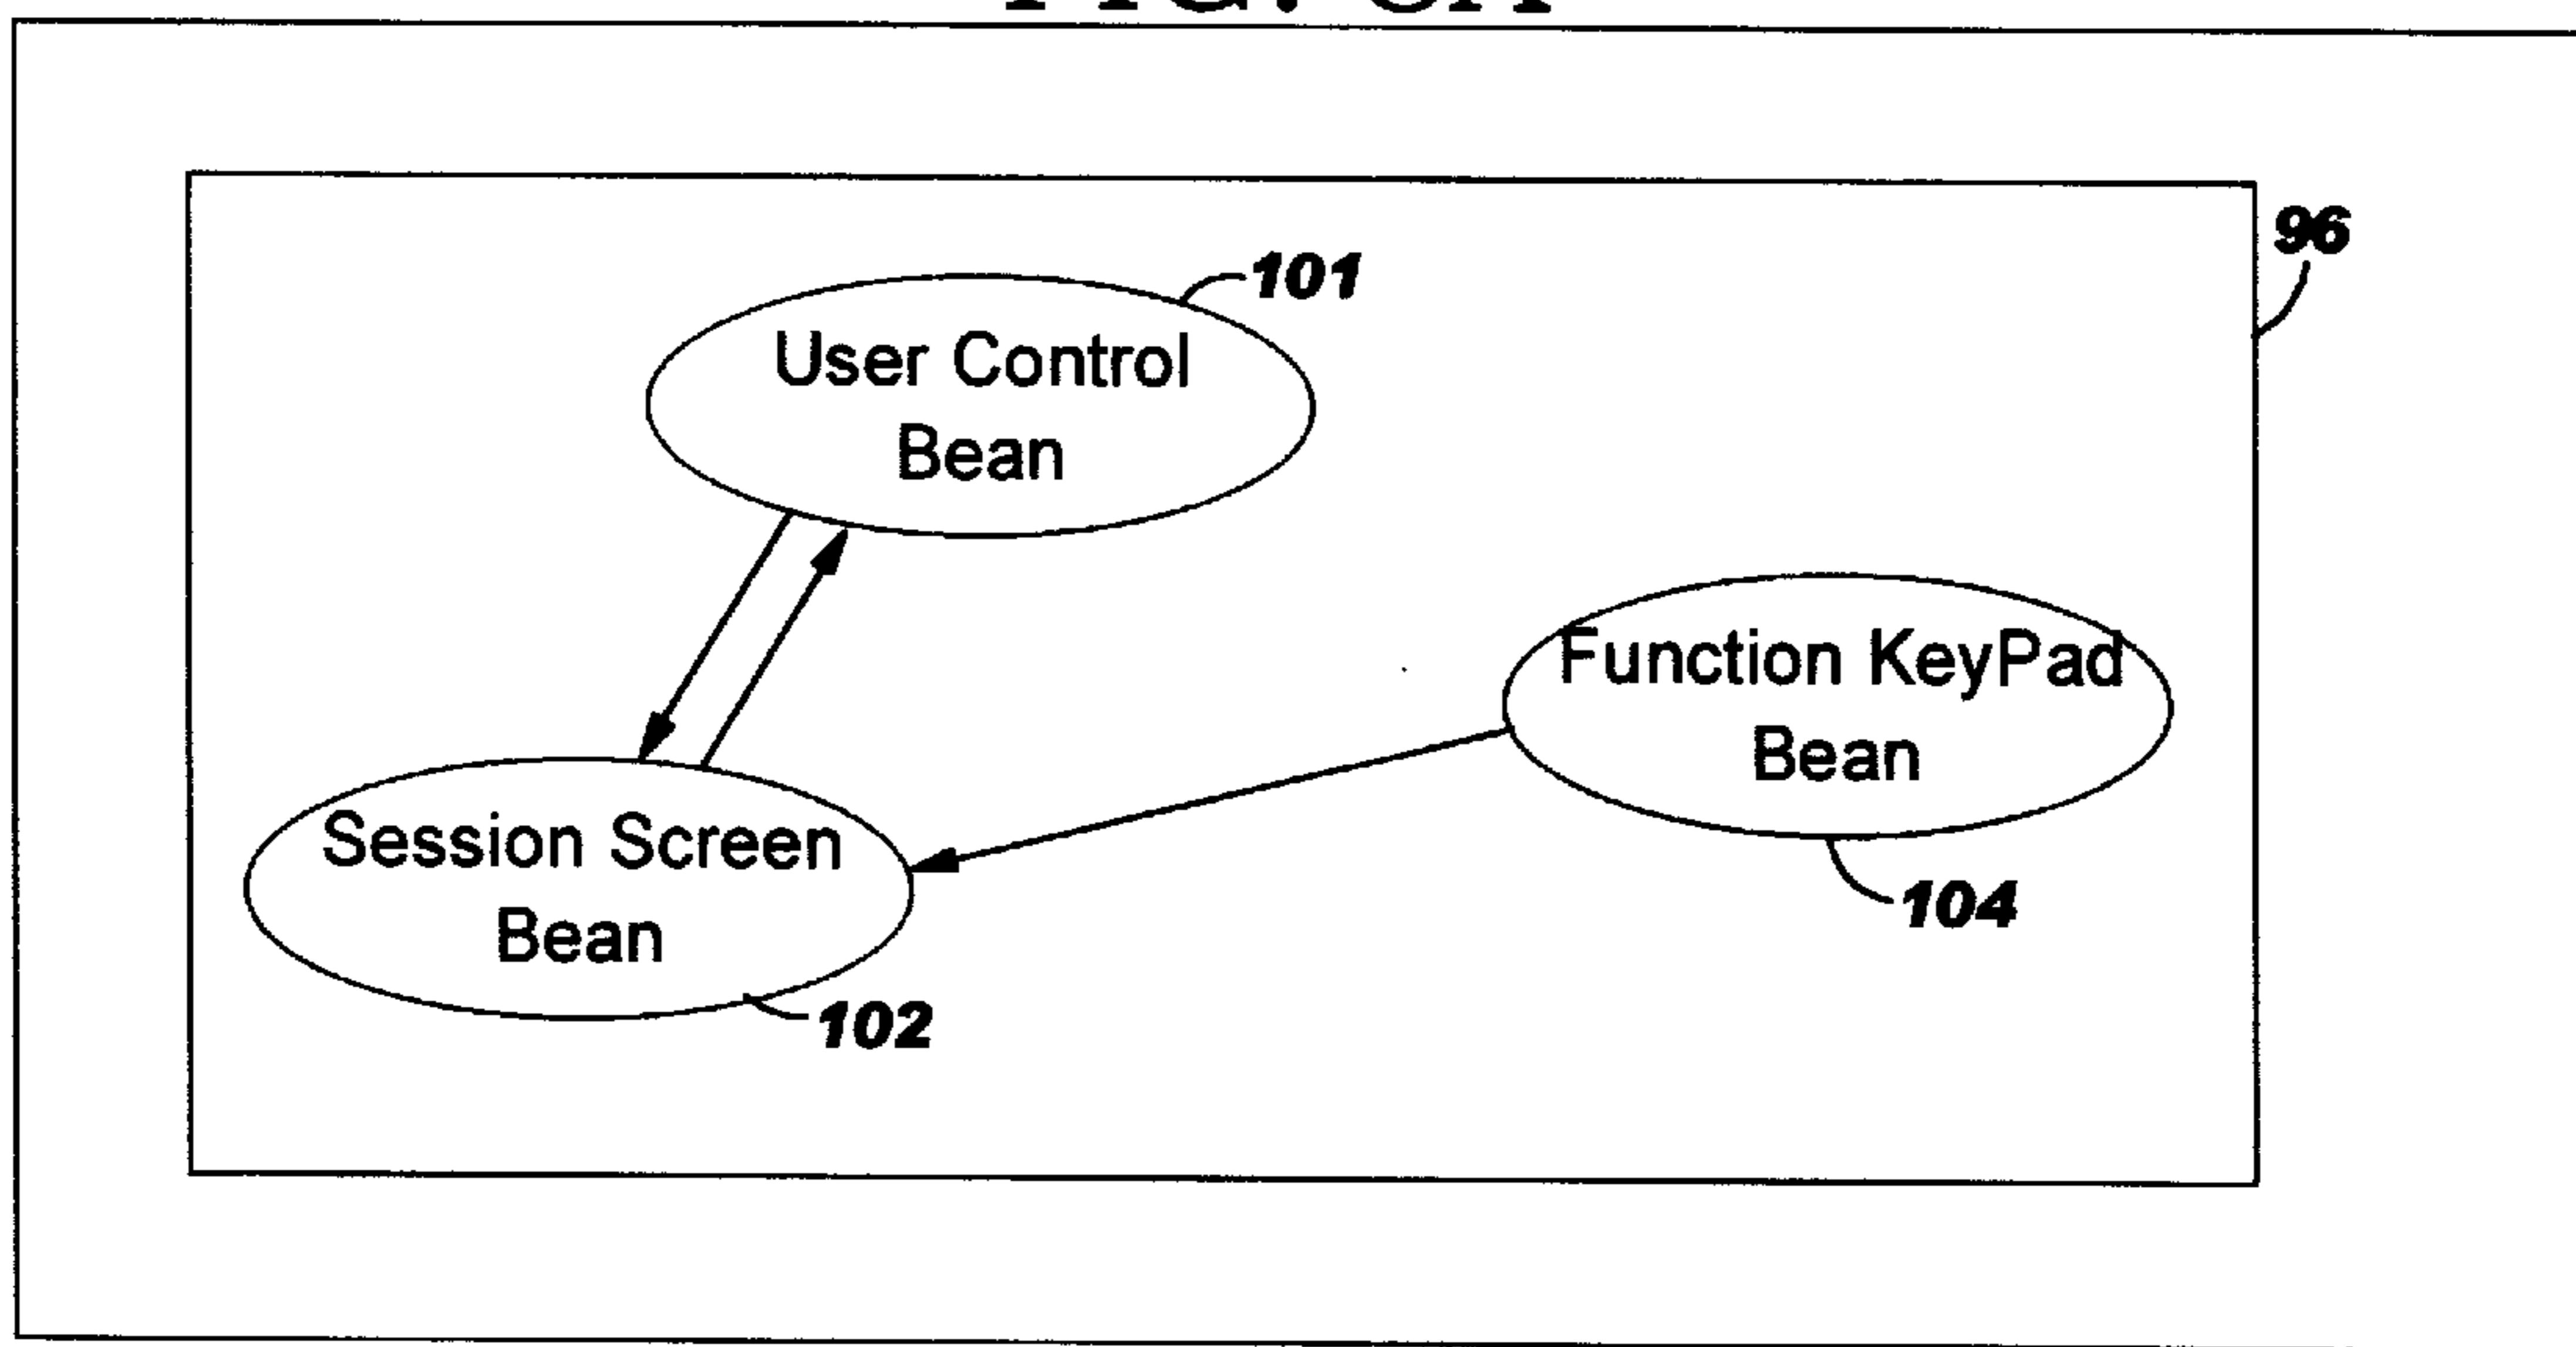 96
101
User Control
Bean
Function KeyPad
Bean
104
Session Screen
Bean
102